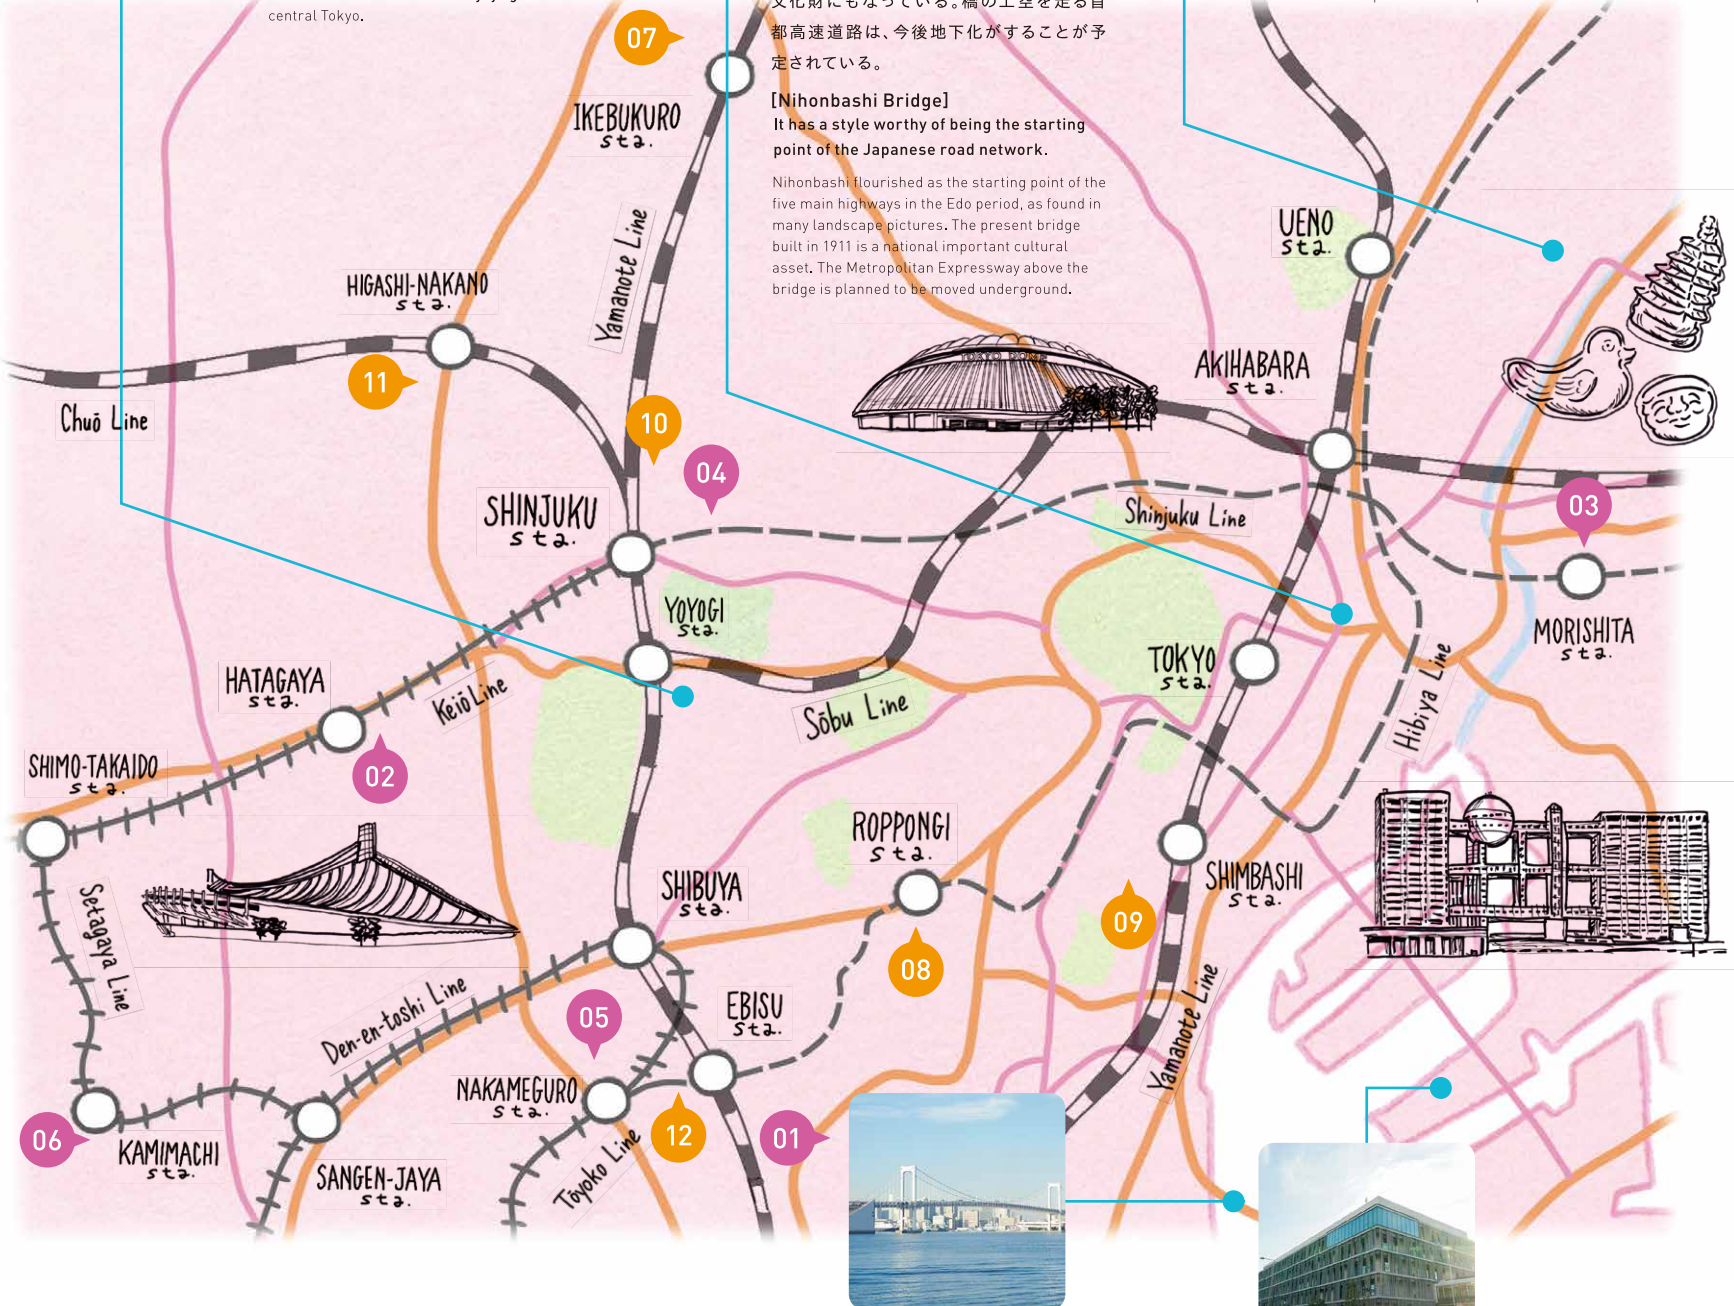 central Tokyo.
都高速道路は、今後地下化がすることが予
定されている。
[Nihonbashi Bridge]
It has a style worthy of being the starting
point of the Japanese road network.
Nihonbashi flourished as the starting point of the
five main highways in the Edo period, as found in
many landscape pictures. The present bridge
built in 1911 is a national important cultural
asset. The Metropolitan Expressway above the
bridge is planned to be moved underground.
07
IKEBUKURO
sta.
Yamanote Line
UENO
sta.
HIGASHI-NAKANO
sta.
11
Chuō Line
10
04
TOKYO DOME
AKIHABARA
sta.
SHINJUKU
sta.
Shinjuku Line
03
YOYOGI
sta.
MORISHITA
sta.
TOKYO
sta.
HATAGAYA
sta.
Keiō Line
Sōbu Line
Hibiya Line
SHIMO-TAKAIDO
sta.
02
ROPPONGI
sta.
SHIBUYA
sta.
SHIMBASHI
sta.
Setagaya Line
09
08
Den-en-toshi Line
05
EBISU
sta.
Yamanote Line
NAKAMEGURO
sta.
06
KAMIMACHI
sta.
12
01
Tōyoko Line
SANGEN-JAYA
sta.